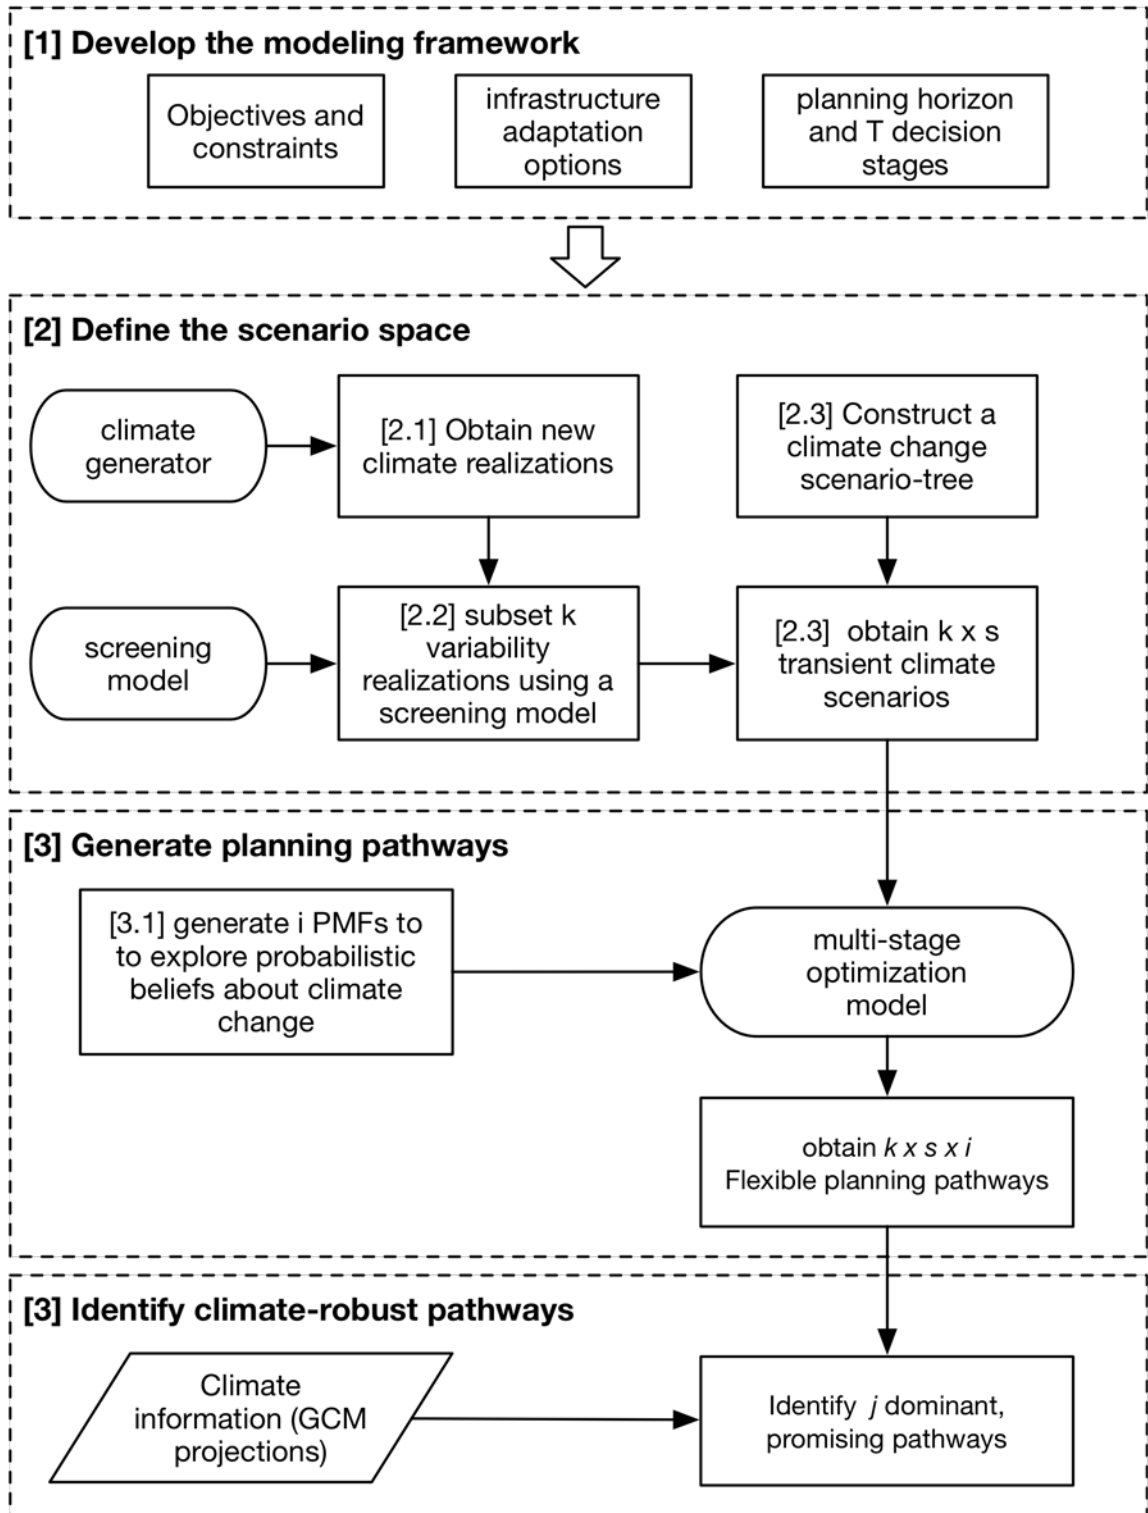 [1] Develop the modeling framework
Objectives and
constraints
infrastructure
adaptation
options
planning horizon
and T decision
stages
[2] Define the scenario space
climate
generator
[2.1] Obtain new
climate realizations
[2.3] Construct a
climate change
scenario-tree
screening
model
[2.2] subset k
variability
realizations using a
screening model
[2.3] obtain k x s
transient climate
scenarios
[3] Generate planning pathways
[3.1] generate i PMFs to
to explore probabilistic
beliefs about climate
change
multi-stage
optimization
model
obtain k x s x i
Flexible planning pathways
[3] Identify climate-robust pathways
Climate
information (GCM
projections)
Identify j dominant,
promising pathways